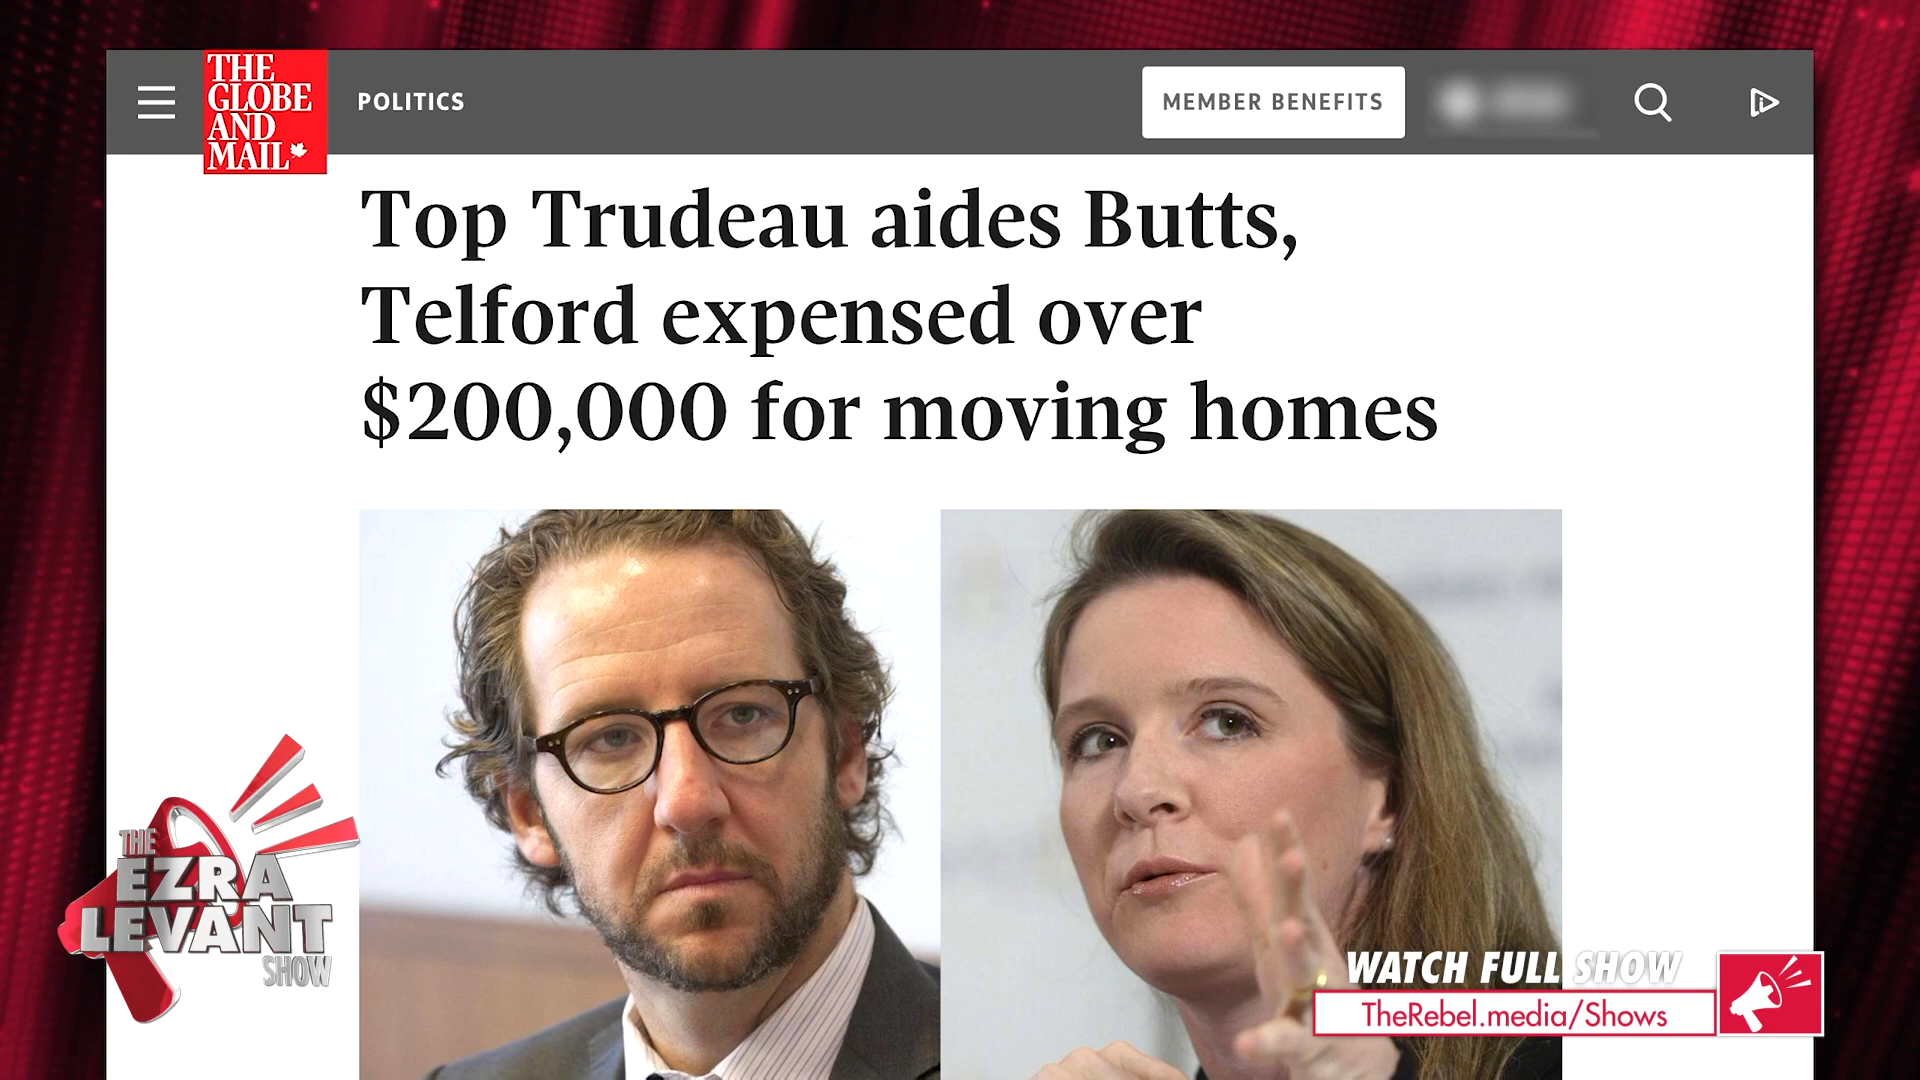 THE
GLOBE
AND
MAIL
POLITICS
MEMBER BENEFITS
Top Trudeau aides Butts,
Telford expensed over
$200,000 for moving homes
THE
EZRA
LEVANT
SHOW
WATCH FULL SHOW
TheRebel.media/Shows